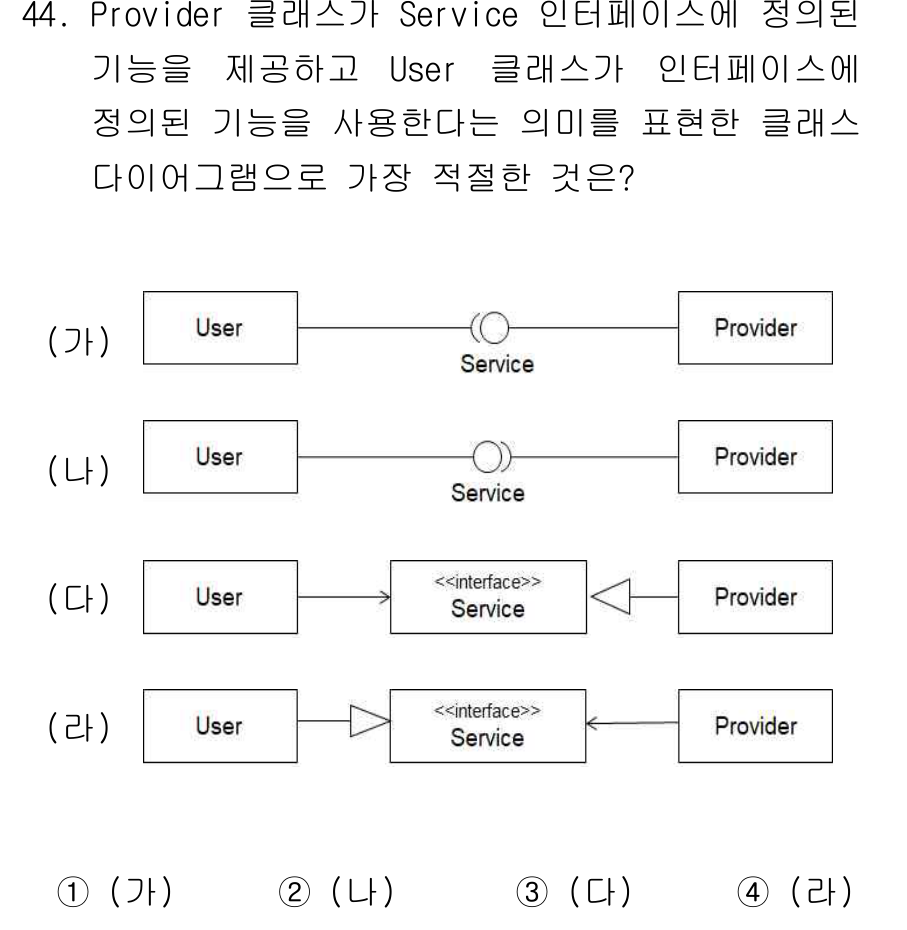 44. Provider 클래스가 Service 인터페이스에 정의된
기능을 제공하고 User 클래스가 인터페이스에
정의된 기능을 사용한다는 의미를 표현한 클래스
다이어그램으로 가장 적절한 것은?
(가) User Service Provider
(나) User Service Provider
(다) User <<interface>> Service Provider
(라) User <<interface>> Service Provider
① (가) ② (나) ③ (다) ④ (라)